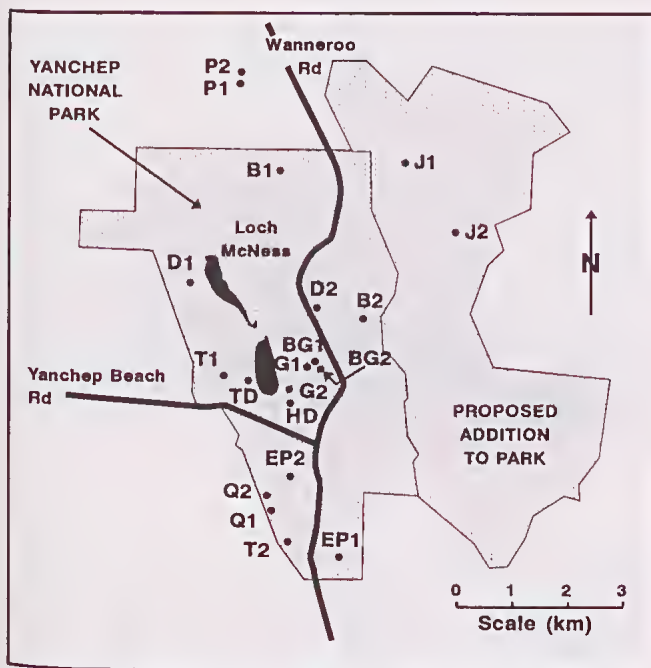 Wanneroo
Rd
P2
P1
YANCHEP
NATIONAL
PARK
B1
J1
J2
Loch
McNess
N
D1
D2
B2
BG1
G1
BG2
T1
TD
G2
HD
Yanchep Beach
Rd
PROPOSED
ADDITION
TO PARK
EP2
Q2
Q1
T2
EP1
0 1 2 3
Scale (km)